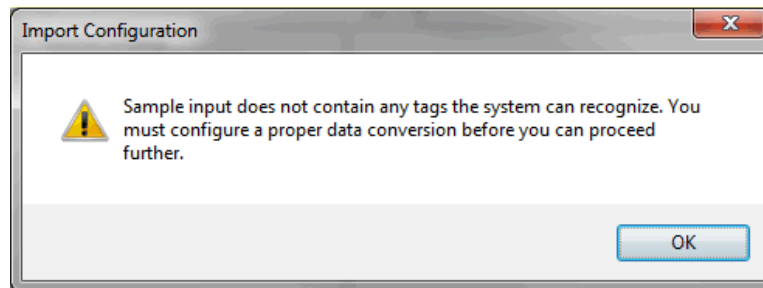 Import Configuration
Sample input does not contain any tags the system can recognize. You
must configure a proper data conversion before you can proceed
further.
OK